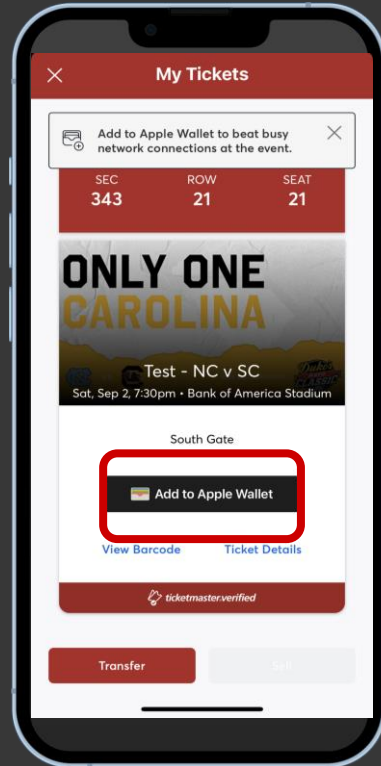 My Tickets
Add to Apple Wallet to beat busy
network connections at the event.
SEC ROW SEAT
343 21 21
ONLY ONE
CAROLINA
Duke's
CLASSIC
Test - NC v SC
Sat, Sep 2, 7:30pm • Bank of America Stadium
South Gate
Add to Apple Wallet
View Barcode Ticket Details
ticketmaster.verified
Transfer Sell